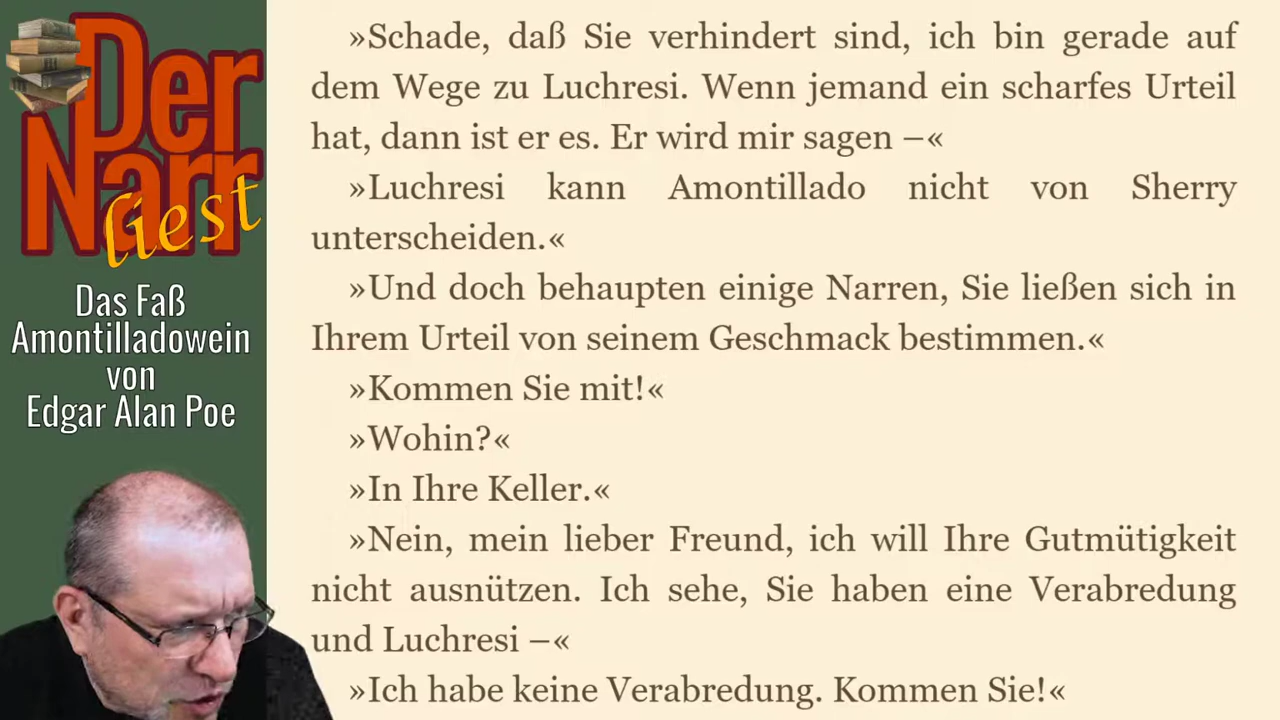 Der
Narr
liest
Das Faß
Amontilladowein
von
Edgar Alan Poe
»Schade, daß Sie verhindert sind, ich bin gerade auf
dem Wege zu Luchresi. Wenn jemand ein scharfes Urteil
hat, dann ist er es. Er wird mir sagen –«
»Luchresi kann Amontillado nicht von Sherry
unterscheiden.«
»Und doch behaupten einige Narren, Sie ließen sich in
Ihrem Urteil von seinem Geschmack bestimmen.«
»Kommen Sie mit!«
»Wohin?«
»In Ihre Keller.«
»Nein, mein lieber Freund, ich will Ihre Gutmütigkeit
nicht ausnützen. Ich sehe, Sie haben eine Verabredung
und Luchresi –«
»Ich habe keine Verabredung. Kommen Sie!«